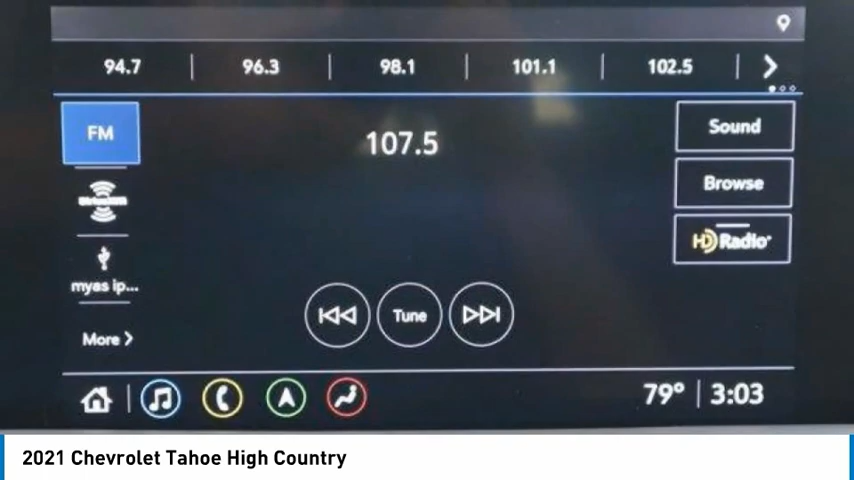 94.7 96.3 98.1 101.1 102.5
FM
107.5
Sound
SiriusXM
Browse
HD Radio
myas ip...
Tune
More
79° 3:03
2021 Chevrolet Tahoe High Country